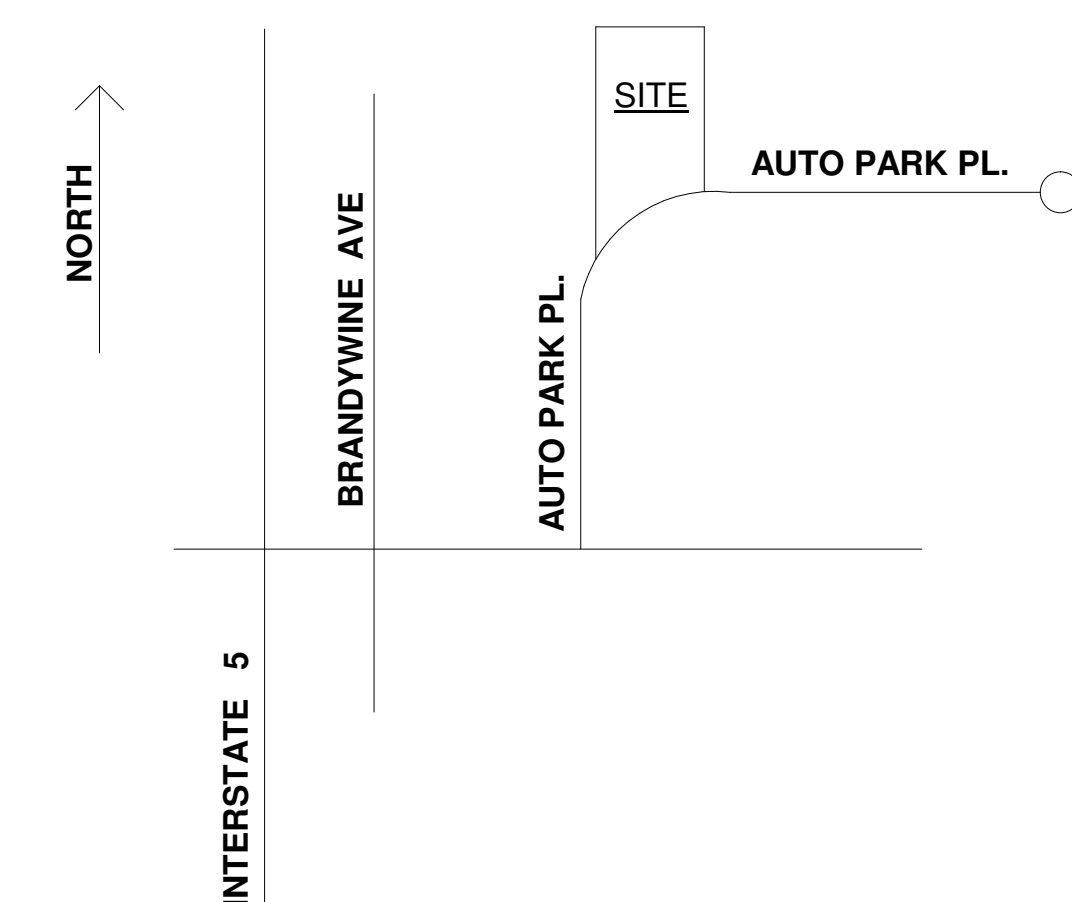 SITE
AUTO PARK PL.
NORTH
BRANDYWINE AVE
AUTO PARK PL.
INTERSTATE 5